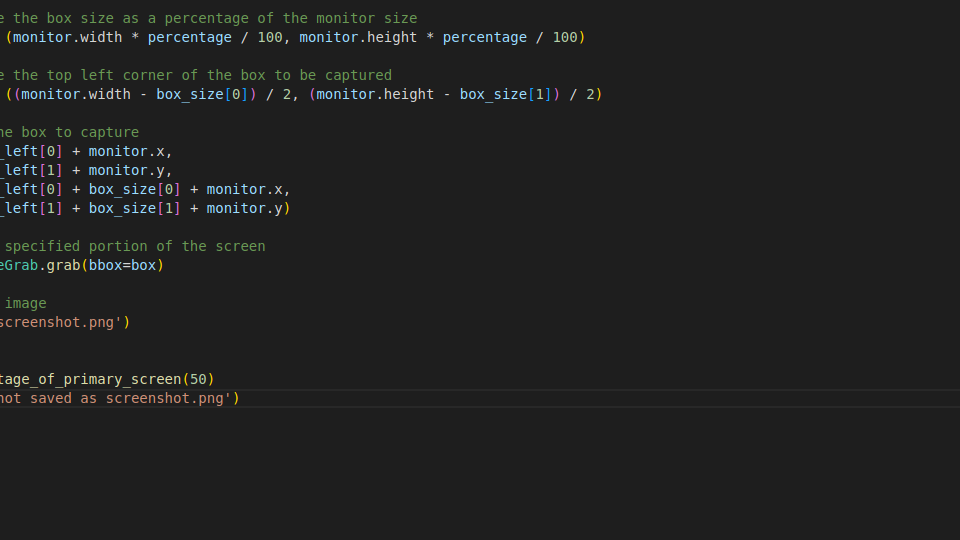 e the box size as a percentage of the monitor size
(monitor.width * percentage / 100, monitor.height * percentage / 100)
e the top left corner of the box to be captured
((monitor.width - box_size[0]) / 2, (monitor.height - box_size[1]) / 2)
he box to capture
_left[0] + monitor.x,
_left[1] + monitor.y,
_left[0] + box_size[0] + monitor.x,
_left[1] + box_size[1] + monitor.y)
specified portion of the screen
eGrab.grab(bbox=box)
image
screenshot.png')
tage_of_primary_screen(50)
not saved as screenshot.png')